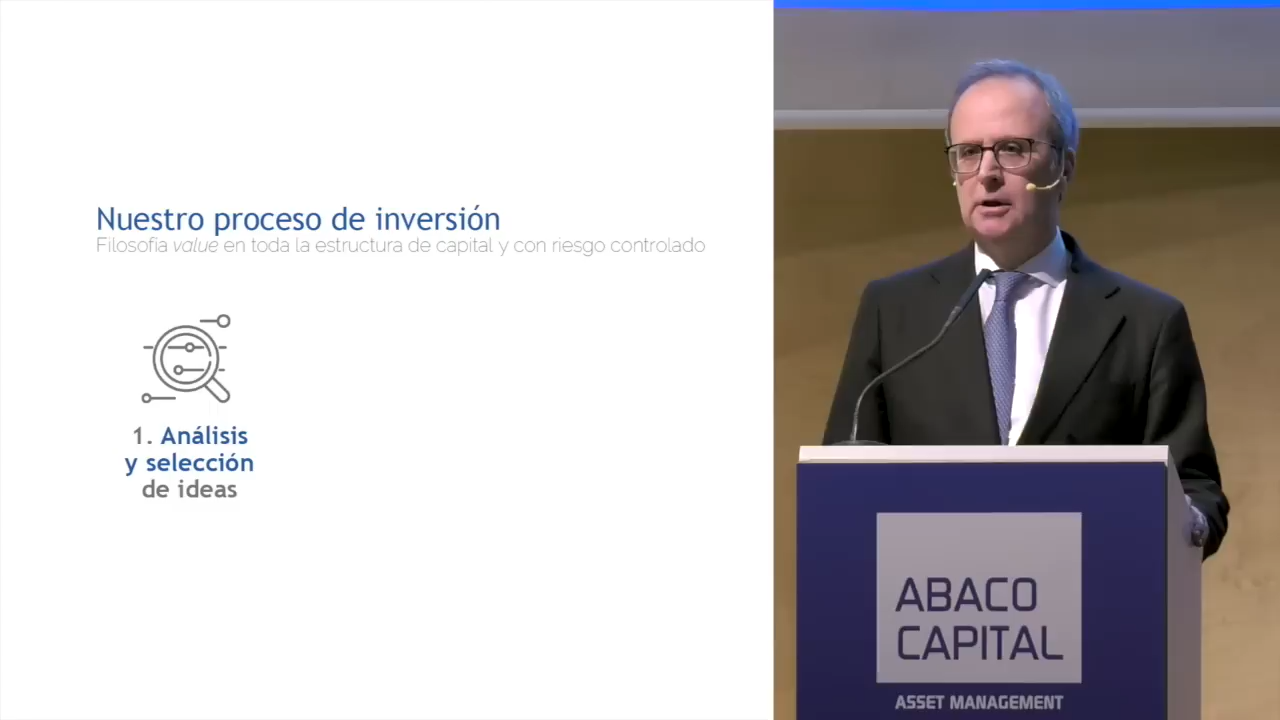 Nuestro proceso de inversión
Filosofía value en toda la estructura de capital y con riesgo controlado
1. Análisis
y selección
de ideas
ABACO
CAPITAL
ASSET MANAGEMENT